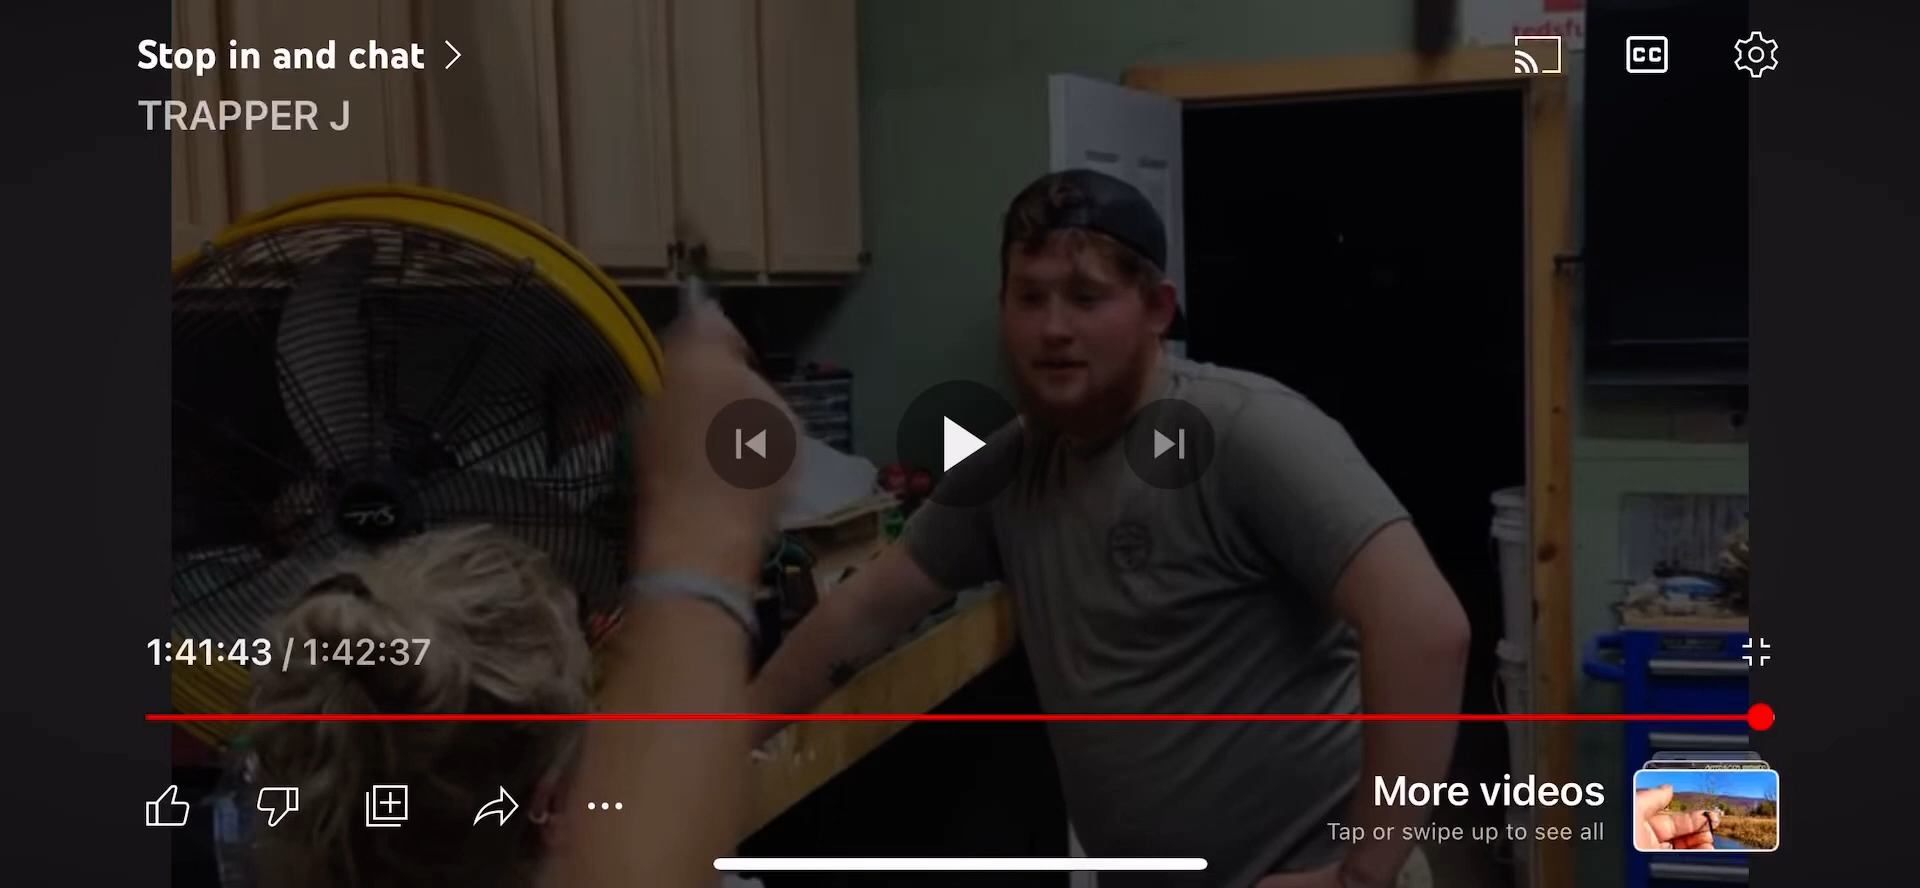 Stop in and chat
TRAPPER J
CC
1:41:43 / 1:42:37
More videos
Tap or swipe up to see all